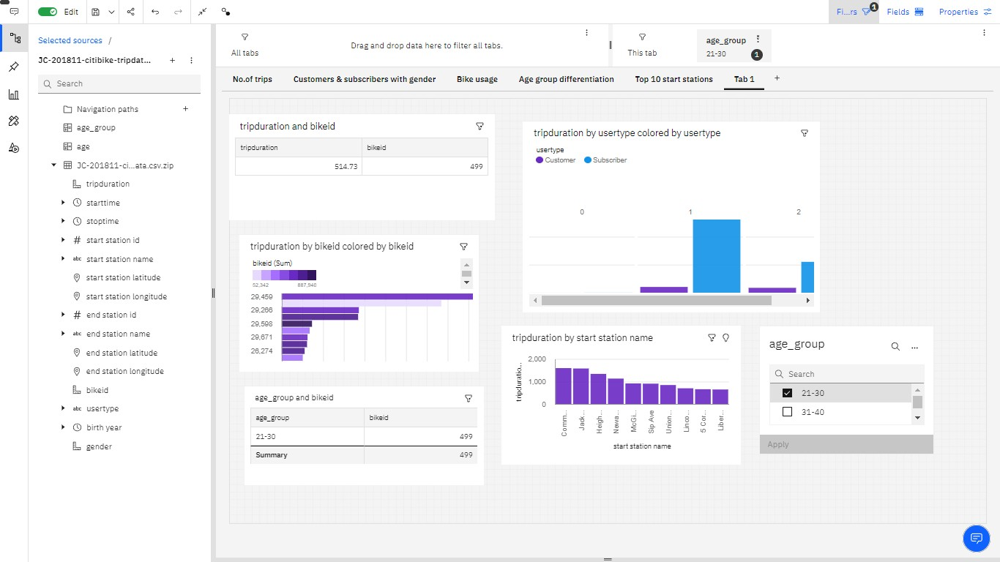 Edit
Fi...rs
1
Fields
Properties
Selected sources /
JC-201811-citibike-tripdat...
Search
Navigation paths
age_group
age
JC-201811-ci...ata.csv.zip
tripduration
starttime
stoptime
start station id
abc start station name
start station latitude
start station longitude
end station id
abc end station name
end station latitude
end station longitude
bikeid
abc usertype
birth year
gender
All tabs
Drag and drop data here to filter all tabs.
This tab
age_group
21-30
1
No.of trips
Customers & subscribers with gender
Bike usage
Age group differentiation
Top 10 start stations
Tab 1
tripduration and bikeid
tripduration bikeid
514.73 499
tripduration by usertype colored by usertype
usertype
Customer Subscriber
0 1 2
tripduration by bikeid colored by bikeid
bikeid (Sum)
52,342 887,940
29,459
29,266
29,598
29,671
26,274
age_group and bikeid
age_group bikeid
21-30 499
Summary 499
tripduration by start station name
tripduratio...
2,000
1,000
0
Comm...
Jack...
Heigh...
Newa...
McGi...
Sip Ave
Union...
Linco...
5 Cor...
Liber...
start station name
age_group
Search
21-30
31-40
Apply